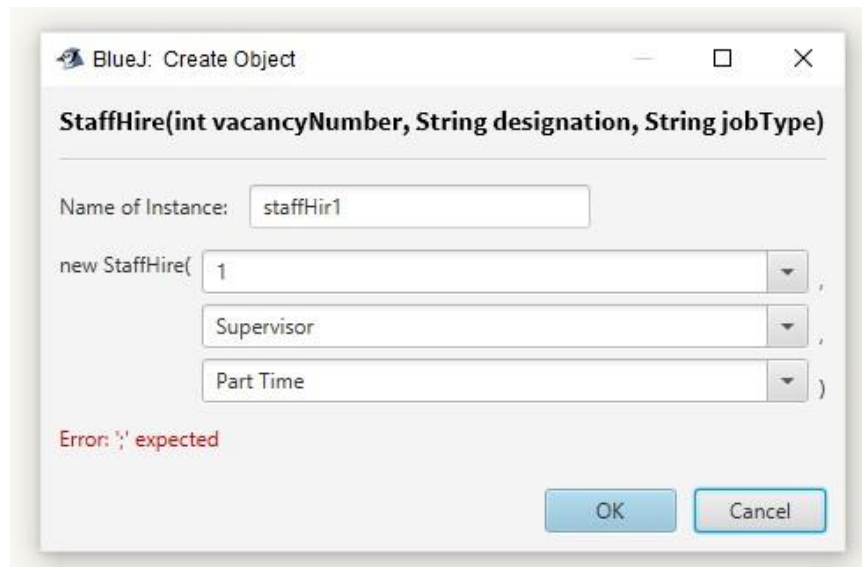 BlueJ: Create Object
StaffHire(int vacancyNumber, String designation, String jobType)
Name of Instance: staffHir1
new StaffHire( 1 ,
Supervisor ,
Part Time )
Error: ';' expected
OK Cancel